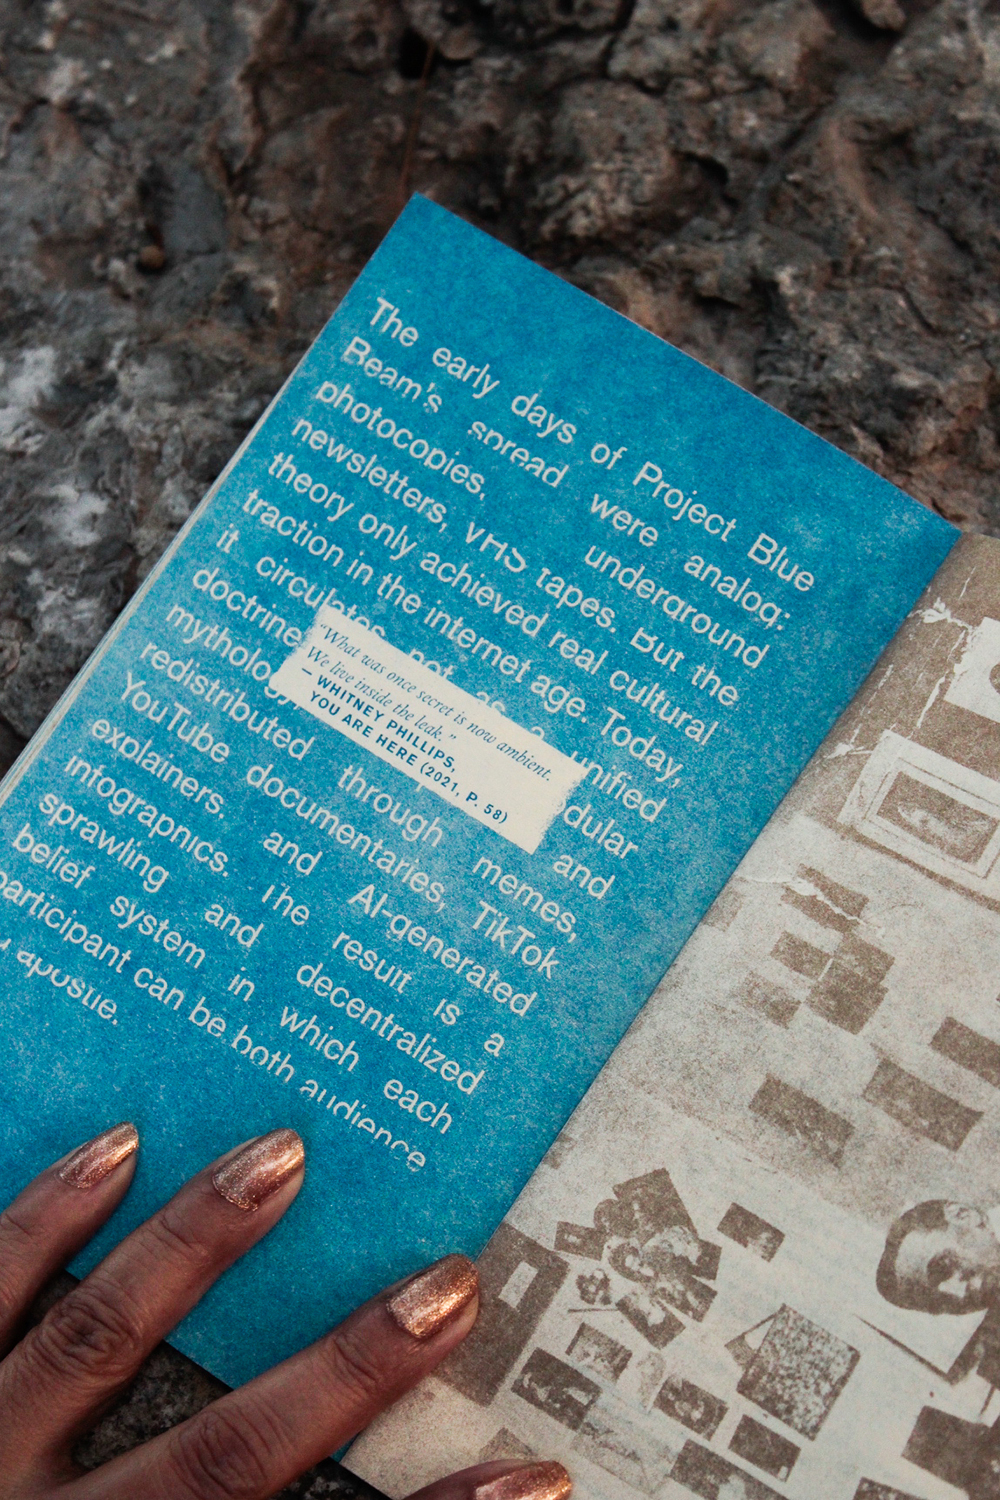 The early days of Project Blue
Beam's spread were analog:
photocopies, underground
newsletters, VHS tapes. But the
theory only achieved real cultural
traction in the internet age. Today,
it circulates not as a unified
doctrine
and
redistributed through memes,
YouTube documentaries, TikTok
explainers, and AI-generated
infographics. The result is a
sprawling and decentralized
belief system in which each
participant can be both audience
apostle.
"What was once secret is now ambient.
We live inside the leak."
– WHITNEY PHILLIPS,
YOU ARE HERE (2021, P. 58)